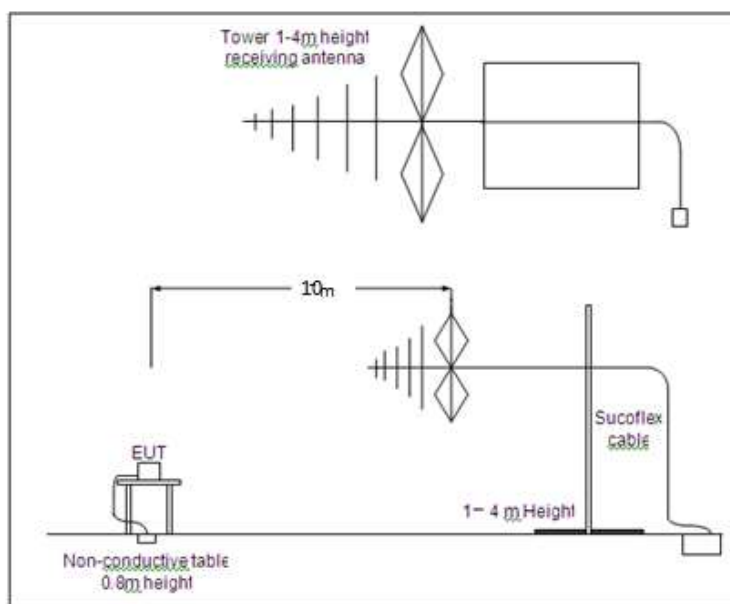 Tower 1-4m height
receiving antenna
10m
EUT
Sucoflex
cable
1- 4 m Height
Non-conductive table
0.8m height